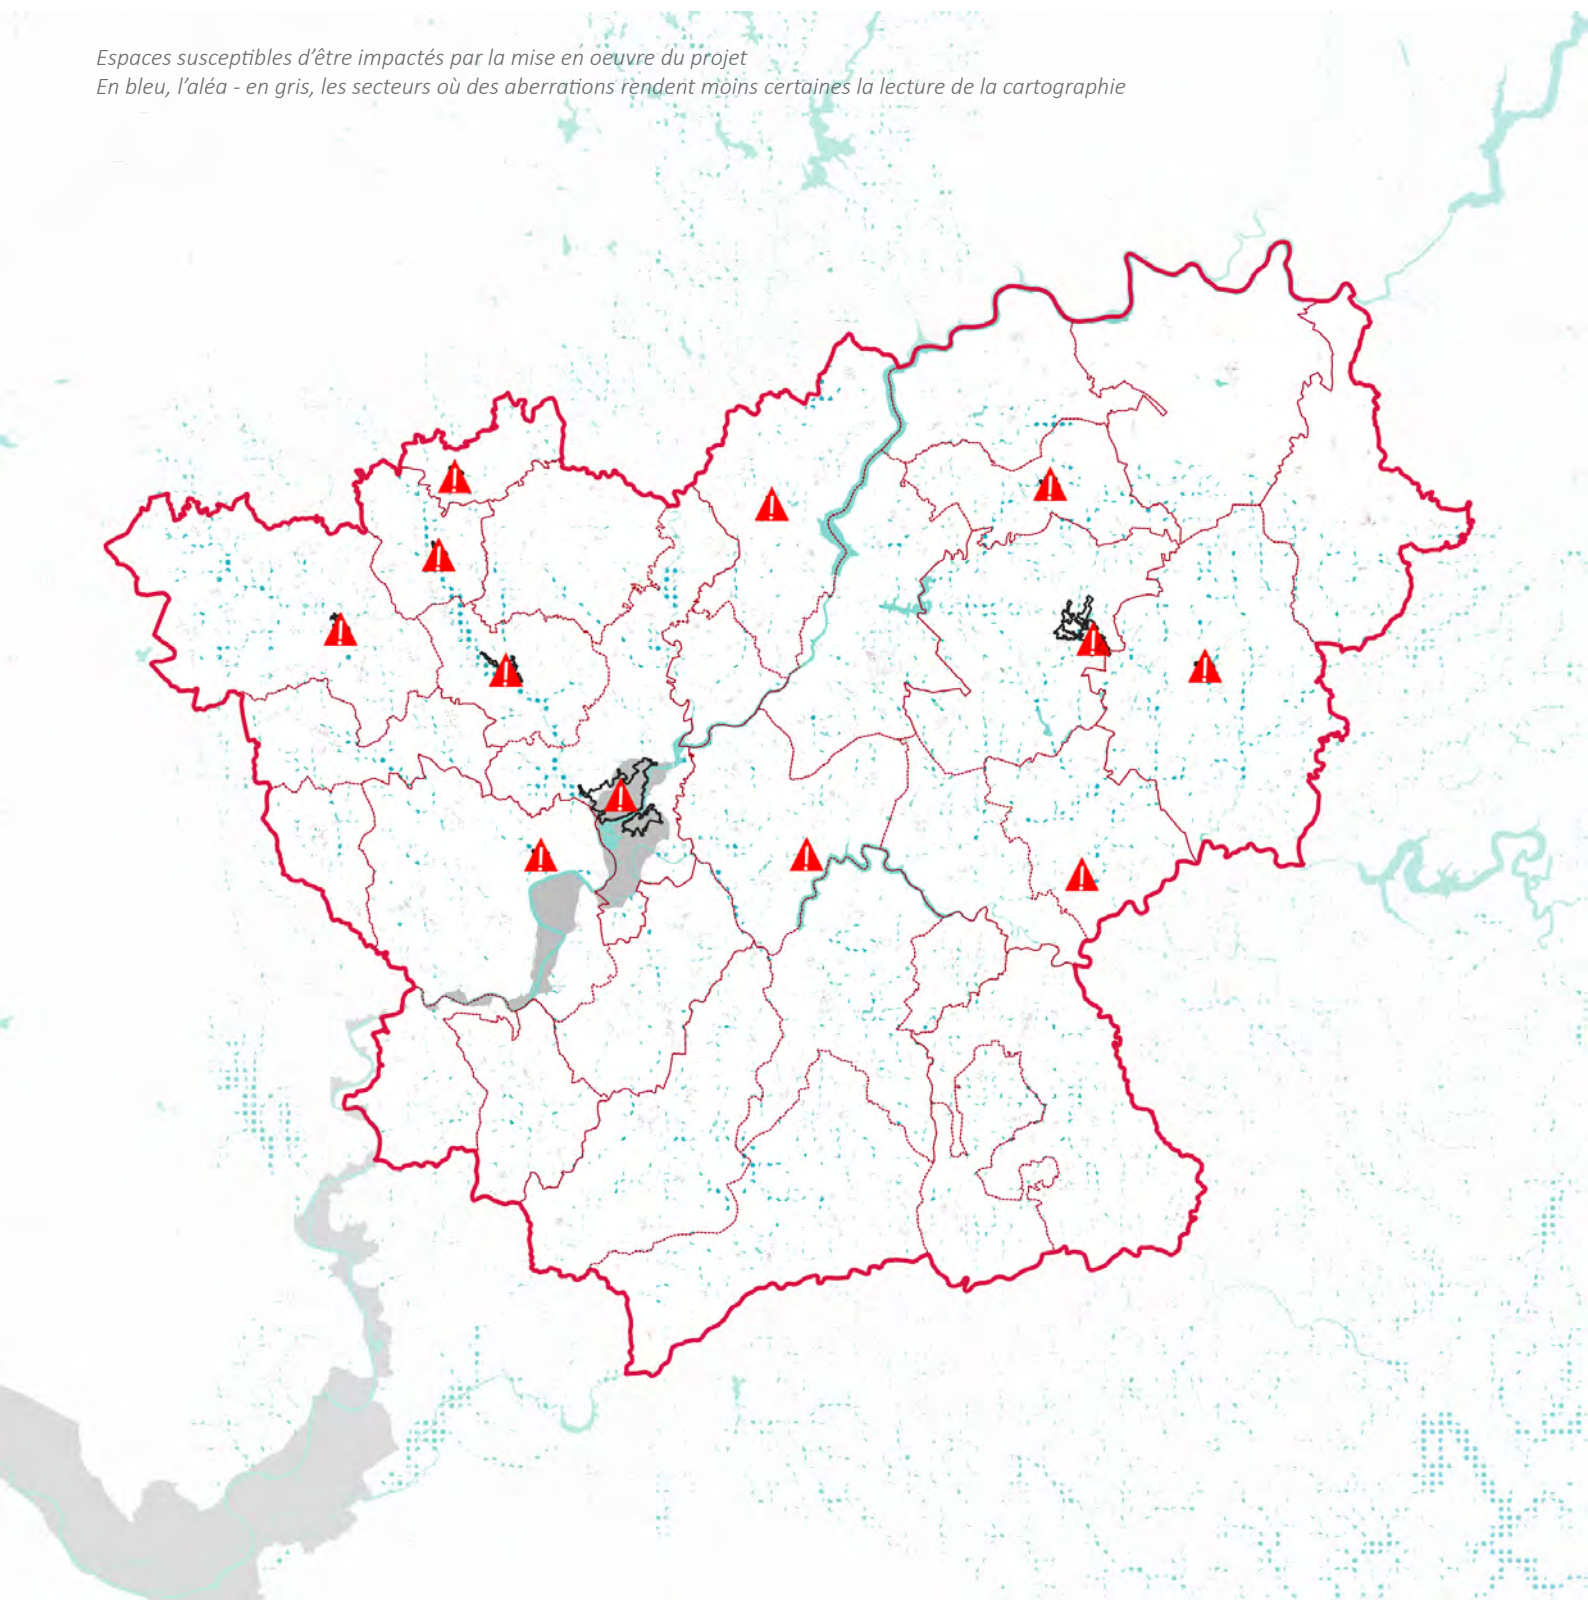 Espaces susceptibles d’être impactés par la mise en oeuvre du projet
En bleu, l’aléa - en gris, les secteurs où des aberrations rendent moins certaines la lecture de la cartographie